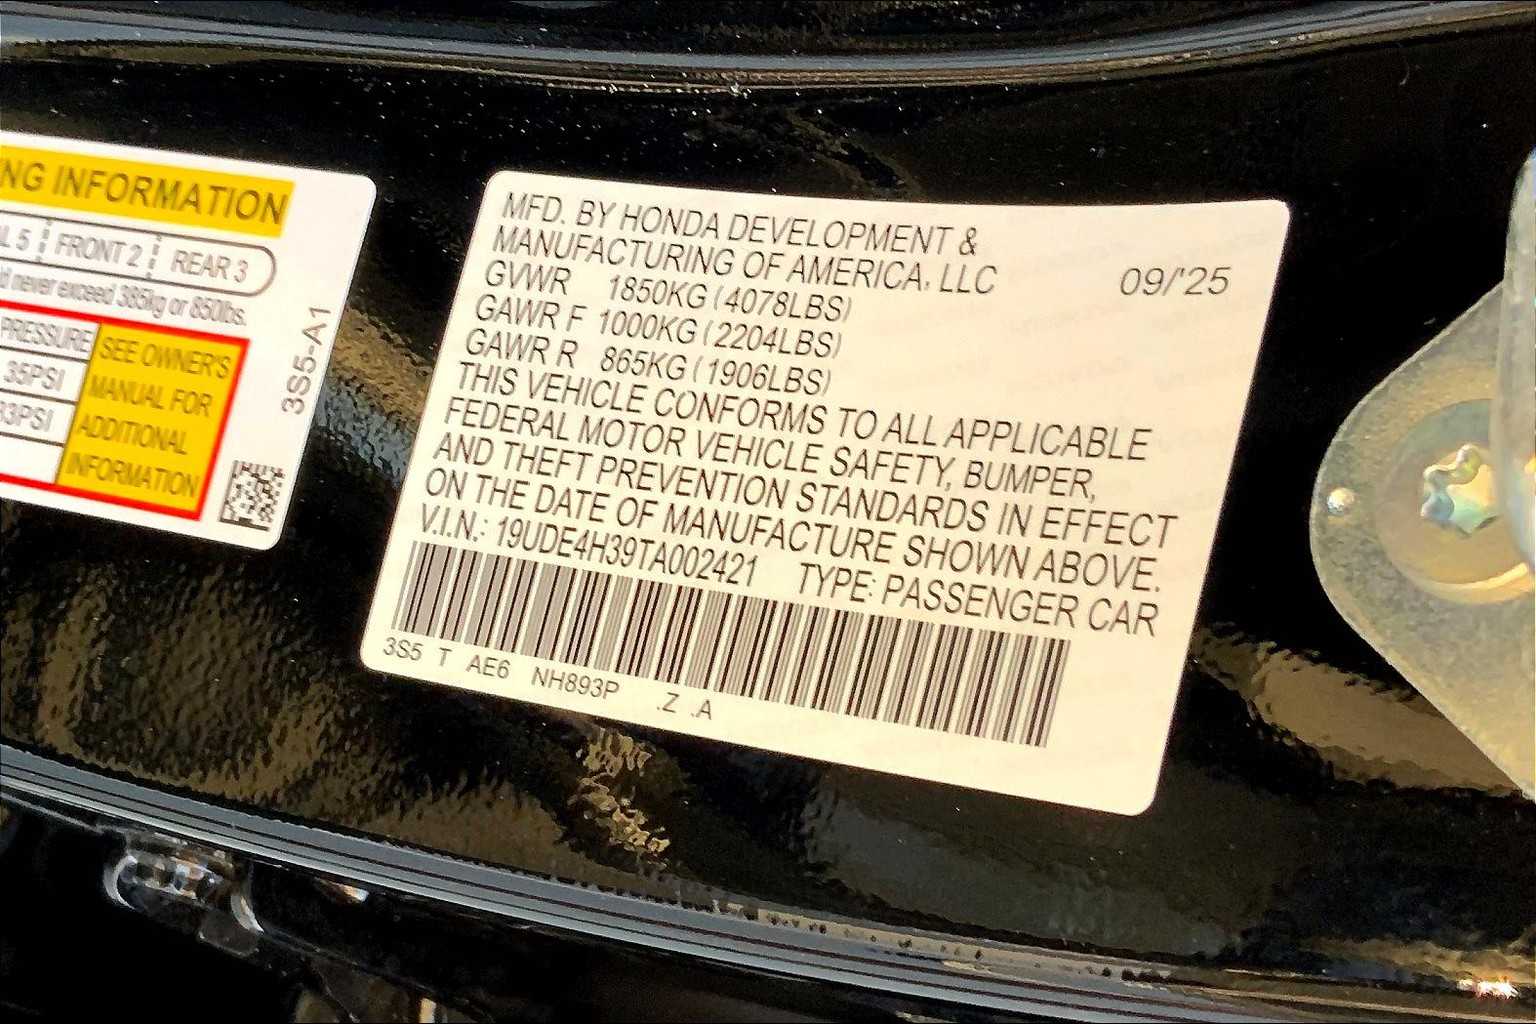 NG INFORMATION
L 5 FRONT 2 REAR 3
d never exceed 385kg or 850lbs.
PRESSURE
35PSI
33PSI
SEE OWNER'S
MANUAL FOR
ADDITIONAL
INFORMATION
3S5-A1
MFD. BY HONDA DEVELOPMENT &
MANUFACTURING OF AMERICA, LLC 09/'25
GVWR 1850KG (4078LBS)
GAWR F 1000KG (2204LBS)
GAWR R 865KG (1906LBS)
THIS VEHICLE CONFORMS TO ALL APPLICABLE
FEDERAL MOTOR VEHICLE SAFETY, BUMPER,
AND THEFT PREVENTION STANDARDS IN EFFECT
ON THE DATE OF MANUFACTURE SHOWN ABOVE.
V.I.N.: 19UDE4H39TA002421 TYPE: PASSENGER CAR
3S5 T AE6 NH893P .Z .A